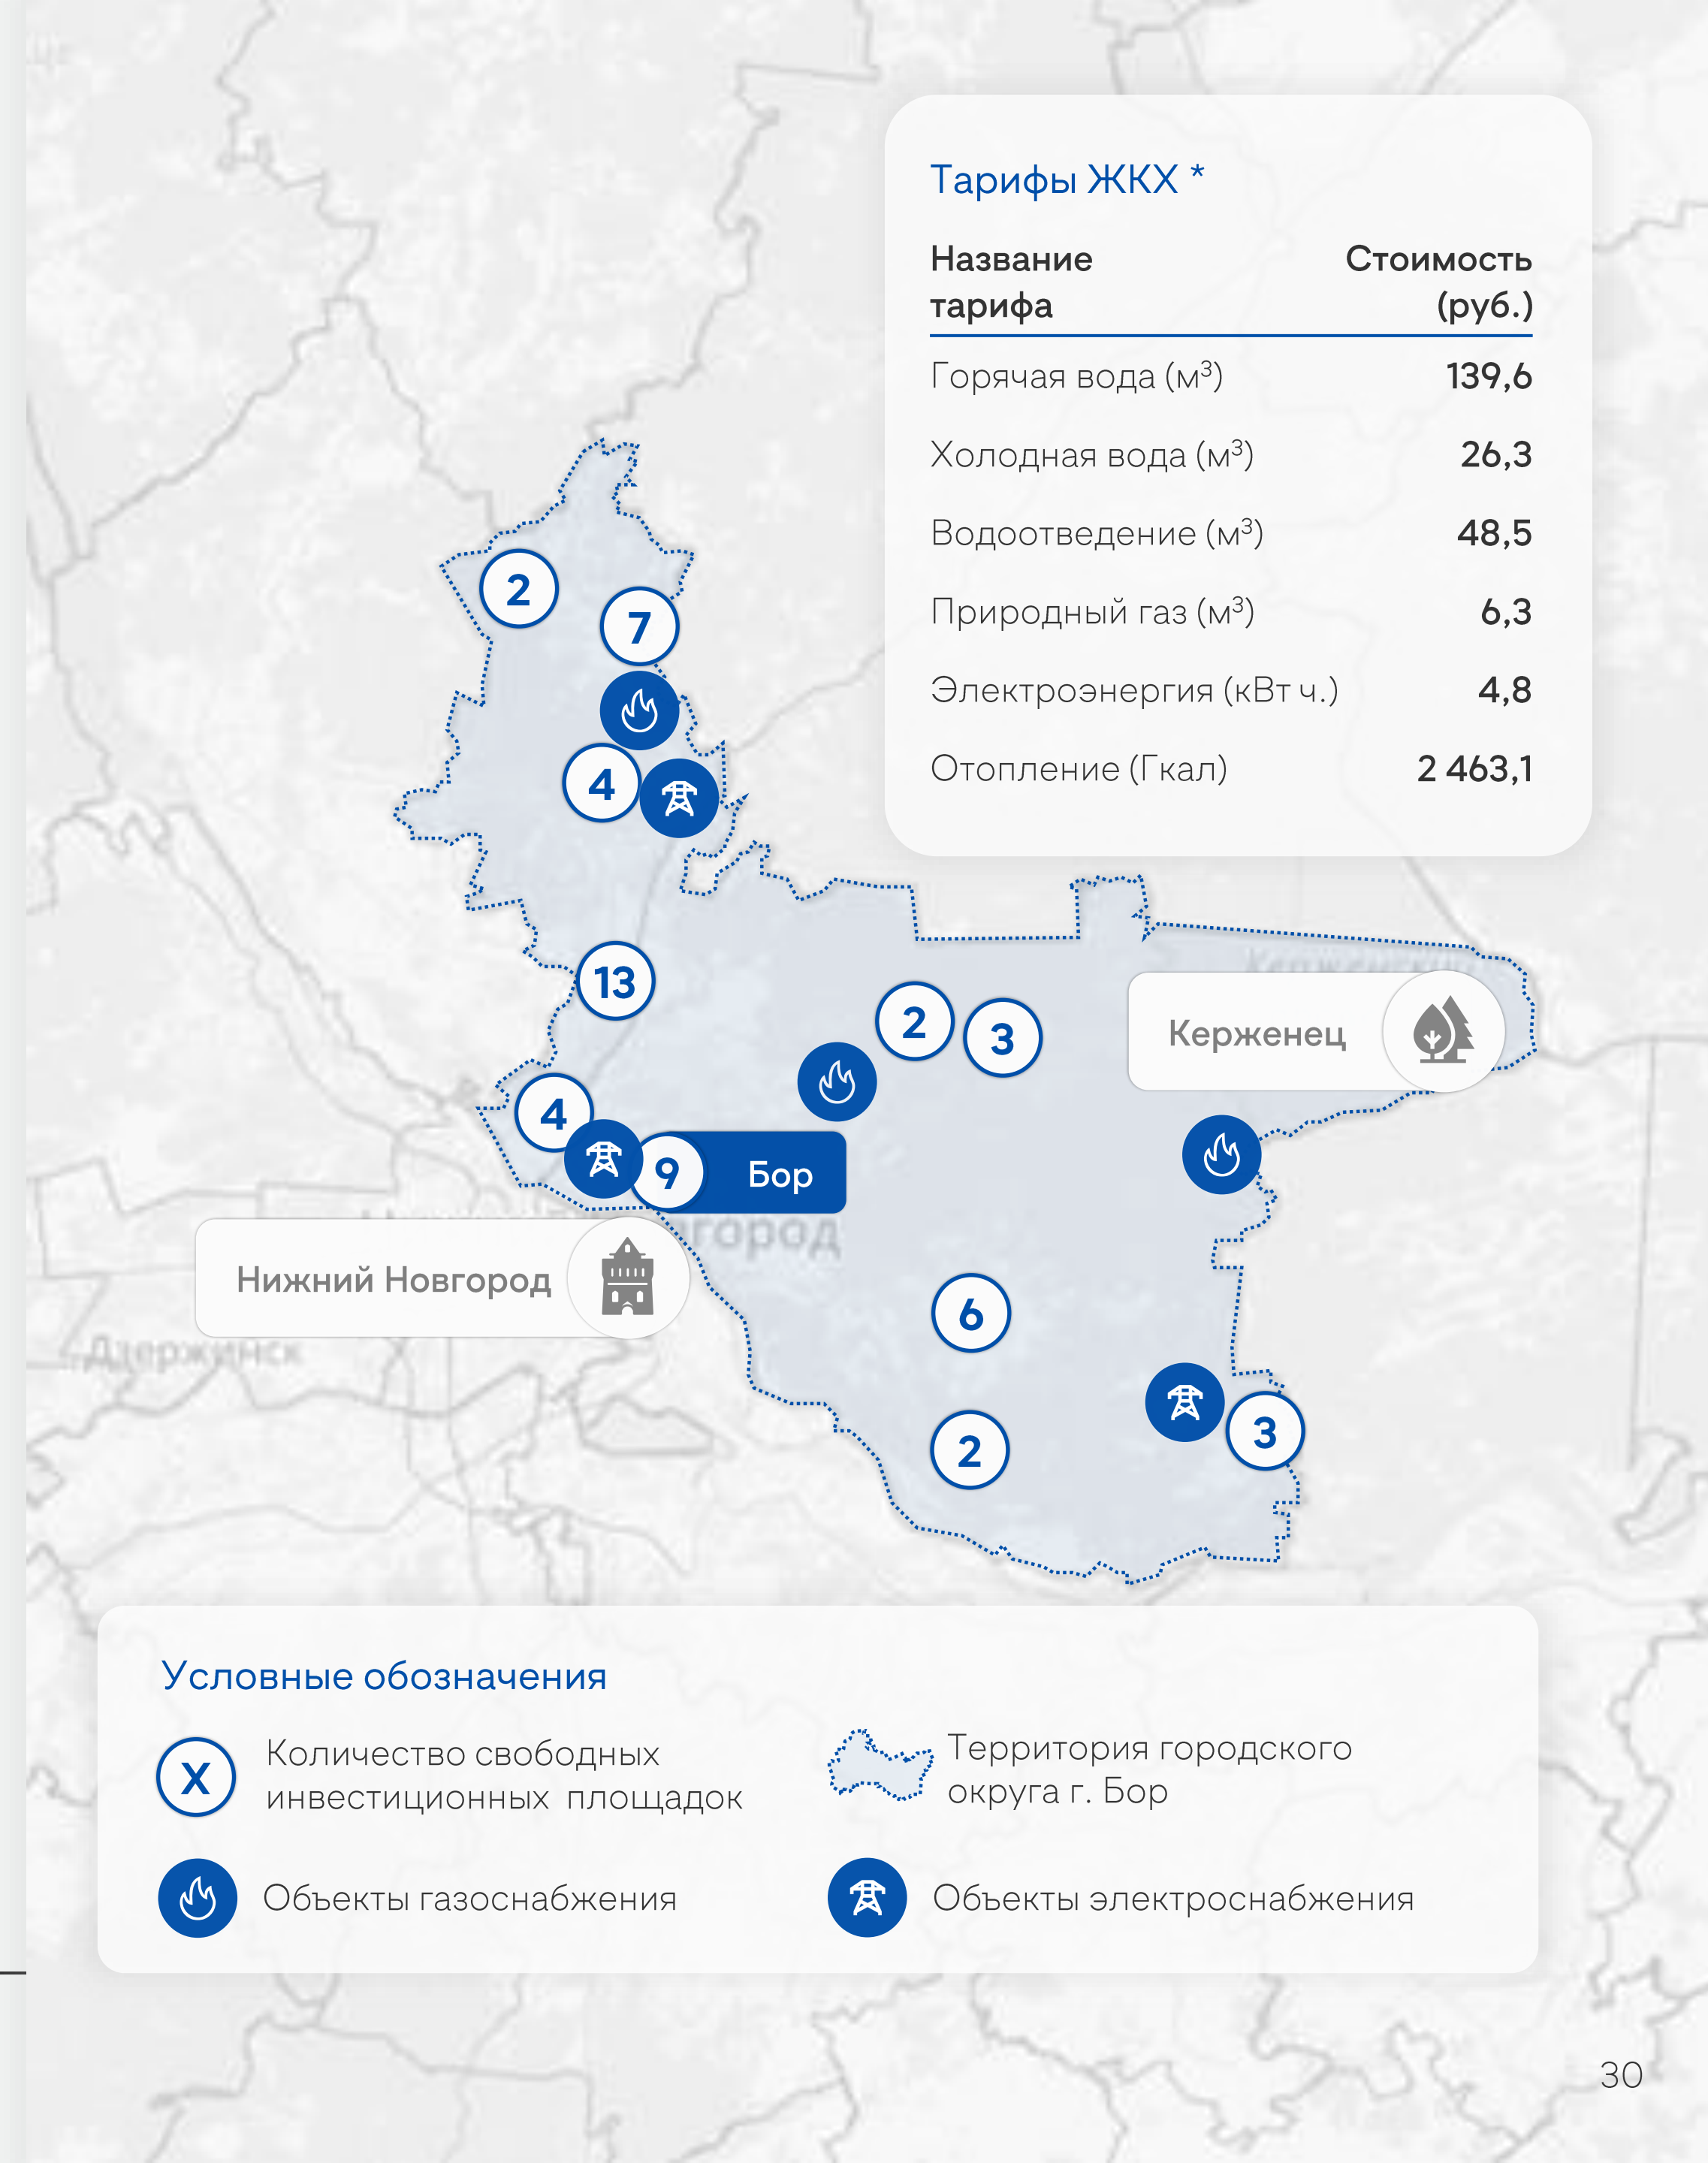 Тарифы ЖКХ *
Название Стоимость
тарифа (руб.)
Горячая вода (м³) 139,6
Холодная вода (м³) 26,3
Водоотведение (м³) 48,5
Природный газ (м³) 6,3
Электроэнергия (кВт ч.) 4,8
Отопление (Гкал) 2 463,1
2
7
4
13
2
3
Керженец
4
9
Бор
город
Нижний Новгород
6
Дзержинск
2
3
Условные обозначения
X
Количество свободных
инвестиционных площадок
Территория городского
округа г. Бор
Объекты газоснабжения
Объекты электроснабжения
30